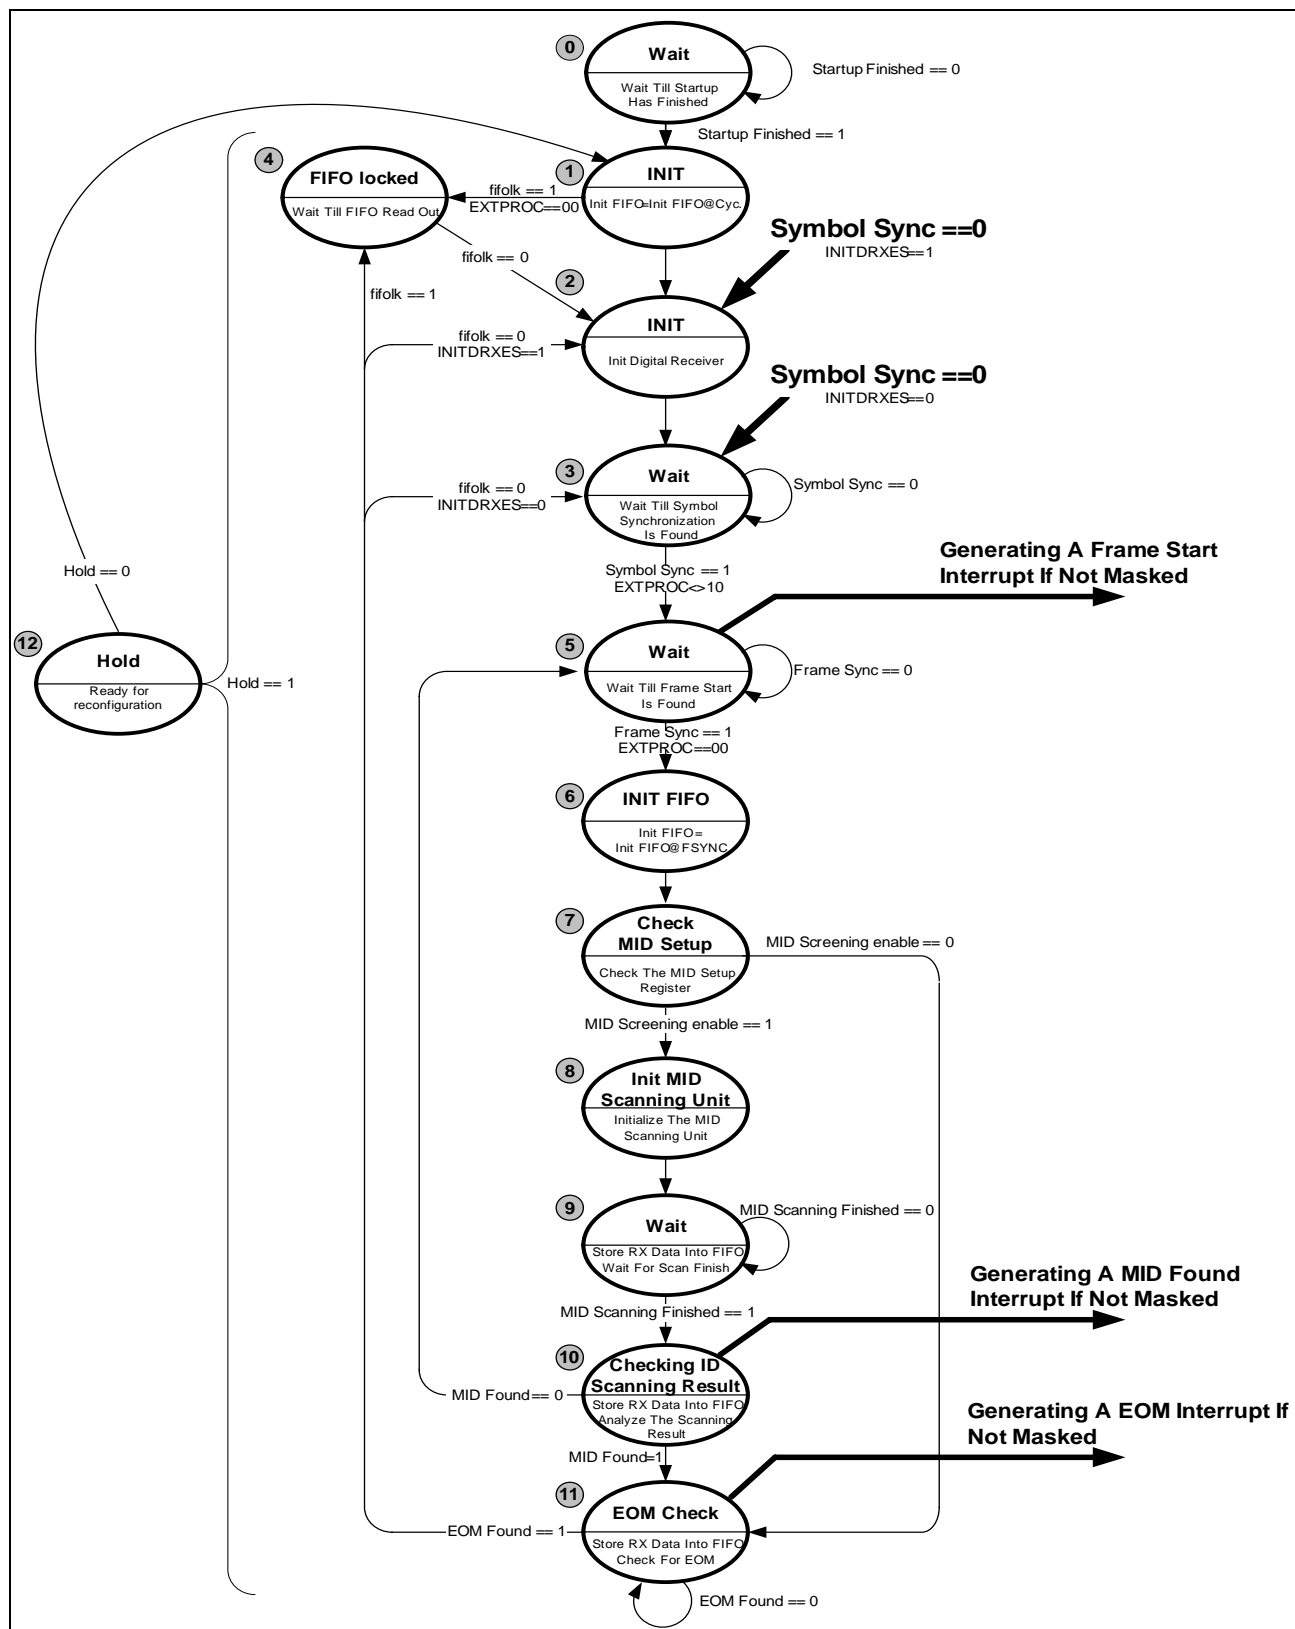 0
Wait
Wait Till Startup
Has Finished
Startup Finished == 0
Startup Finished == 1
4
FIFO locked
Wait Till FIFO Read Out
1
INIT
Init FIFO=Init FIFO@Cyc.
fifolk == 1
EXTPROC==00
Symbol Sync ==0
INITDRXES==1
fifolk == 0
fifolk == 1
2
INIT
Init Digital Receiver
fifolk == 0
INITDRXES==1
Symbol Sync ==0
INITDRXES==0
3
Wait
Wait Till Symbol
Synchronization
Is Found
Symbol Sync == 0
fifolk == 0
INITDRXES==0
Symbol Sync == 1
EXTPROC<>10
Generating A Frame Start
Interrupt If Not Masked
Hold == 0
12
Hold
Ready for
reconfiguration
Hold == 1
5
Wait
Wait Till Frame Start
Is Found
Frame Sync == 0
Frame Sync == 1
EXTPROC==00
6
INIT FIFO
Init FIFO=
Init FIFO@FSYNC
7
Check
MID Setup
Check The MID Setup
Register
MID Screening enable == 0
MID Screening enable == 1
8
Init MID
Scanning Unit
Initialize The MID
Scanning Unit
9
Wait
Store RX Data Into FIFO
Wait For Scan Finish
MID Scanning Finished == 0
MID Scanning Finished == 1
Generating A MID Found
Interrupt If Not Masked
10
Checking ID
Scanning Result
Store RX Data Into FIFO
Analyze The Scanning
Result
MID Found== 0
MID Found=1
Generating A EOM Interrupt If
Not Masked
11
EOM Check
Store RX Data Into FIFO
Check For EOM
EOM Found == 1
EOM Found == 0